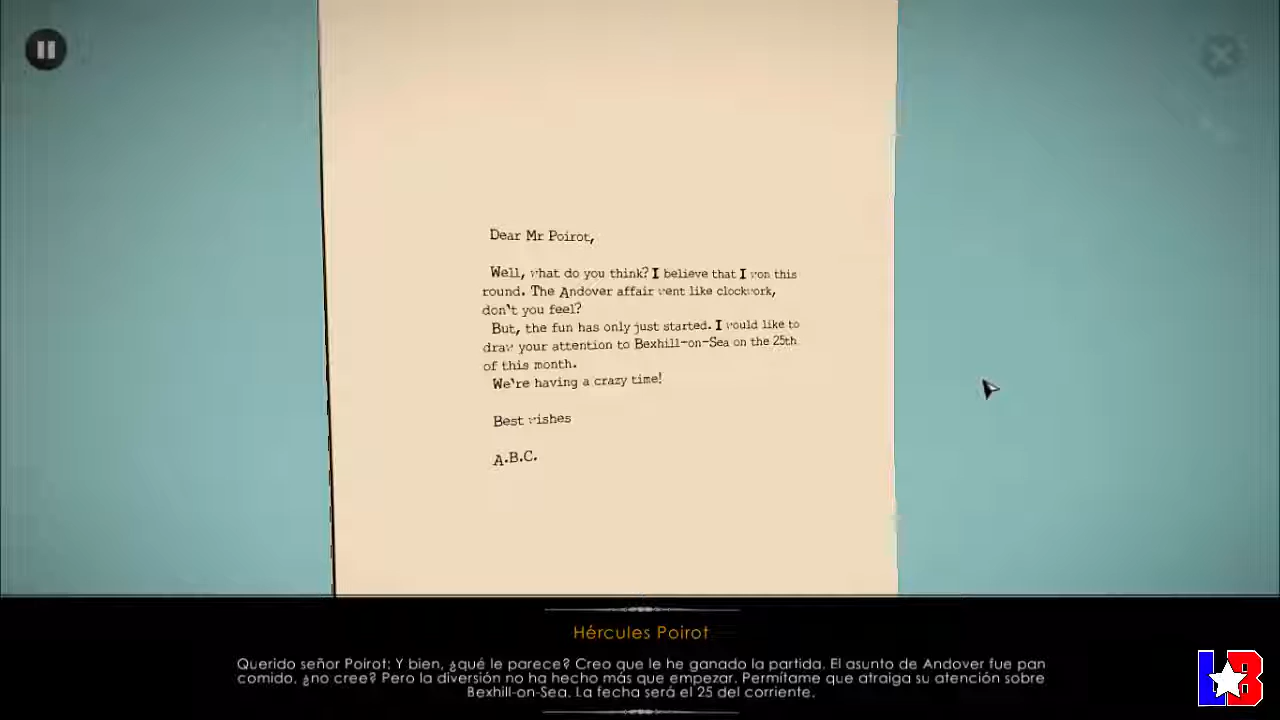 Dear Mr Poirot,
Well, what do you think? I believe that I won this
round. The Andover affair went like clockwork,
don't you feel?
But, the fun has only just started. I would like to
draw your attention to Bexhill-on-Sea on the 25th
of this month.
We're having a crazy time!
Best wishes
A.B.C.
Hércules Poirot
Querido señor Poirot: Y bien, ¿qué le parece? Creo que le he ganado la partida. El asunto de Andover fue pan
comido, ¿no cree? Pero la diversión no ha hecho más que empezar. Permítame que atraiga su atención sobre
Bexhill-on-Sea. La fecha será el 25 del corriente.